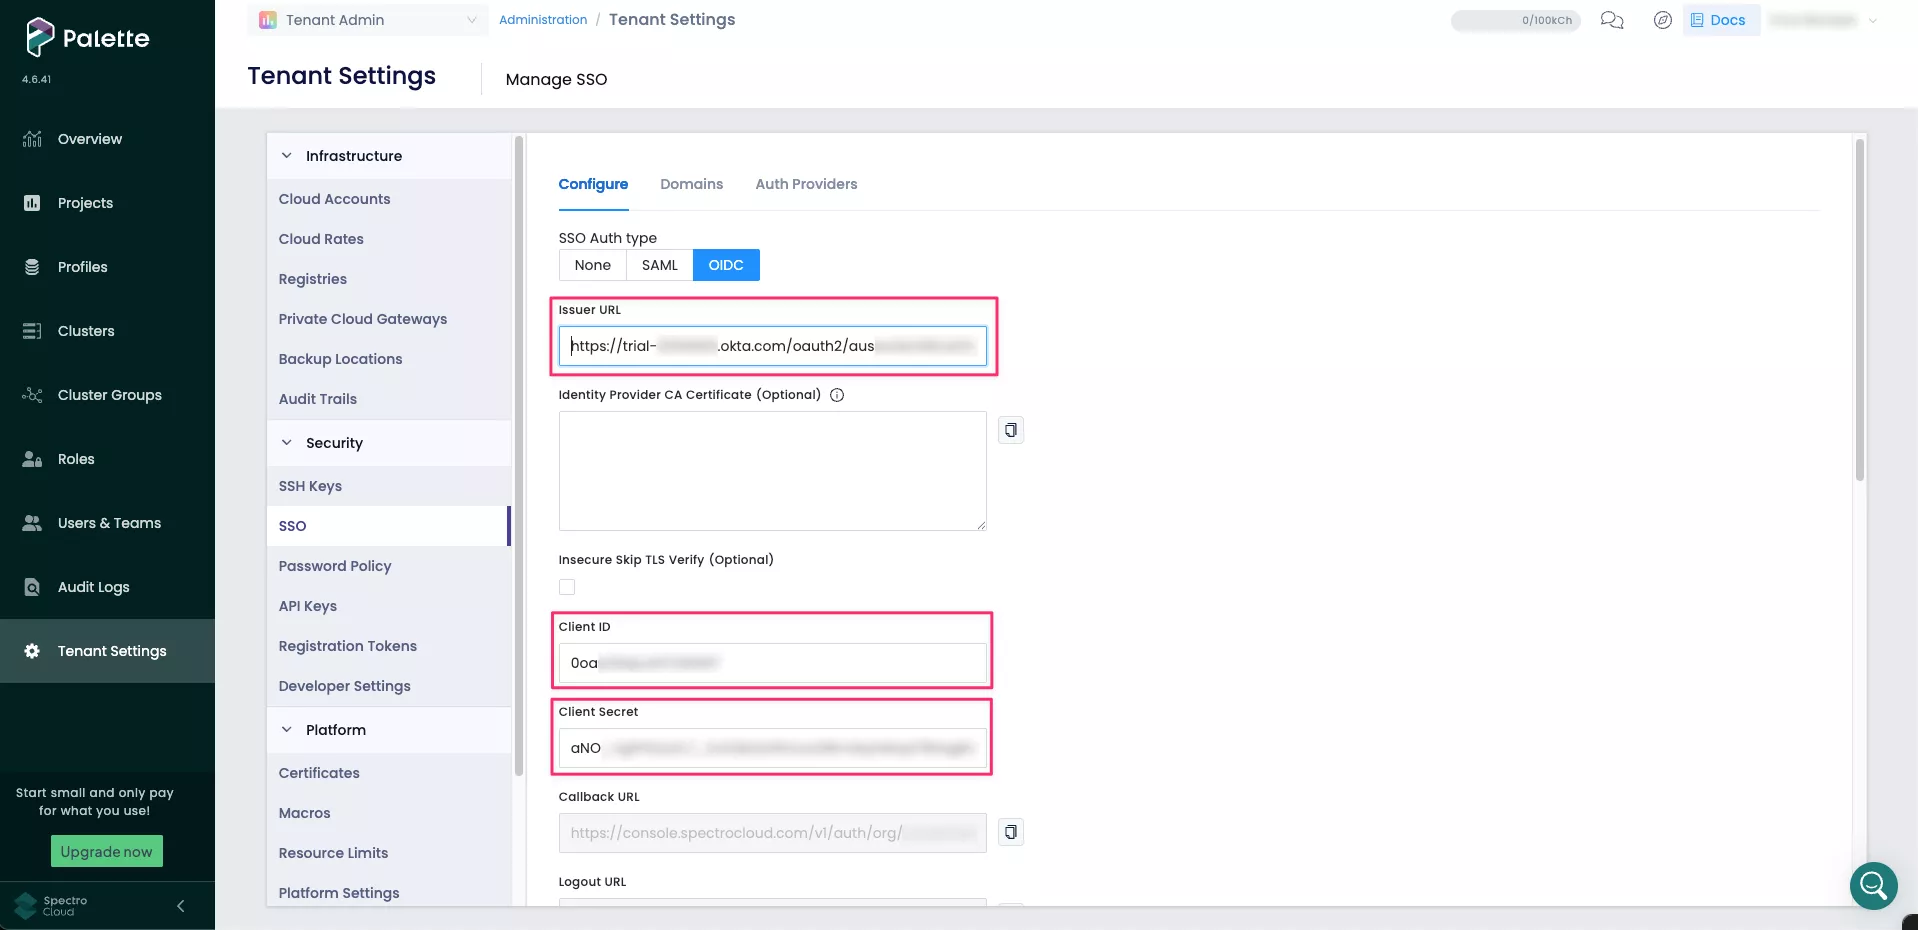 Palette
4.6.41
Overview
Projects
Profiles
Clusters
Cluster Groups
Roles
Users & Teams
Audit Logs
Tenant Settings
Start small and only pay
for what you use!
Upgrade now
Spectro
Cloud
Tenant Admin
Administration / Tenant Settings
0/100kCh
Docs
Tenant Settings
Manage SSO
Infrastructure
Cloud Accounts
Cloud Rates
Registries
Private Cloud Gateways
Backup Locations
Audit Trails
Security
SSH Keys
SSO
Password Policy
API Keys
Registration Tokens
Developer Settings
Platform
Certificates
Macros
Resource Limits
Platform Settings
Configure Domains Auth Providers
SSO Auth type
None SAML OIDC
Issuer URL
https://trial- .okta.com/oauth2/aus
Identity Provider CA Certificate (Optional)
Insecure Skip TLS Verify (Optional)
Client ID
0oa
Client Secret
aNO
Callback URL
https://console.spectrocloud.com/v1/auth/org/
Logout URL